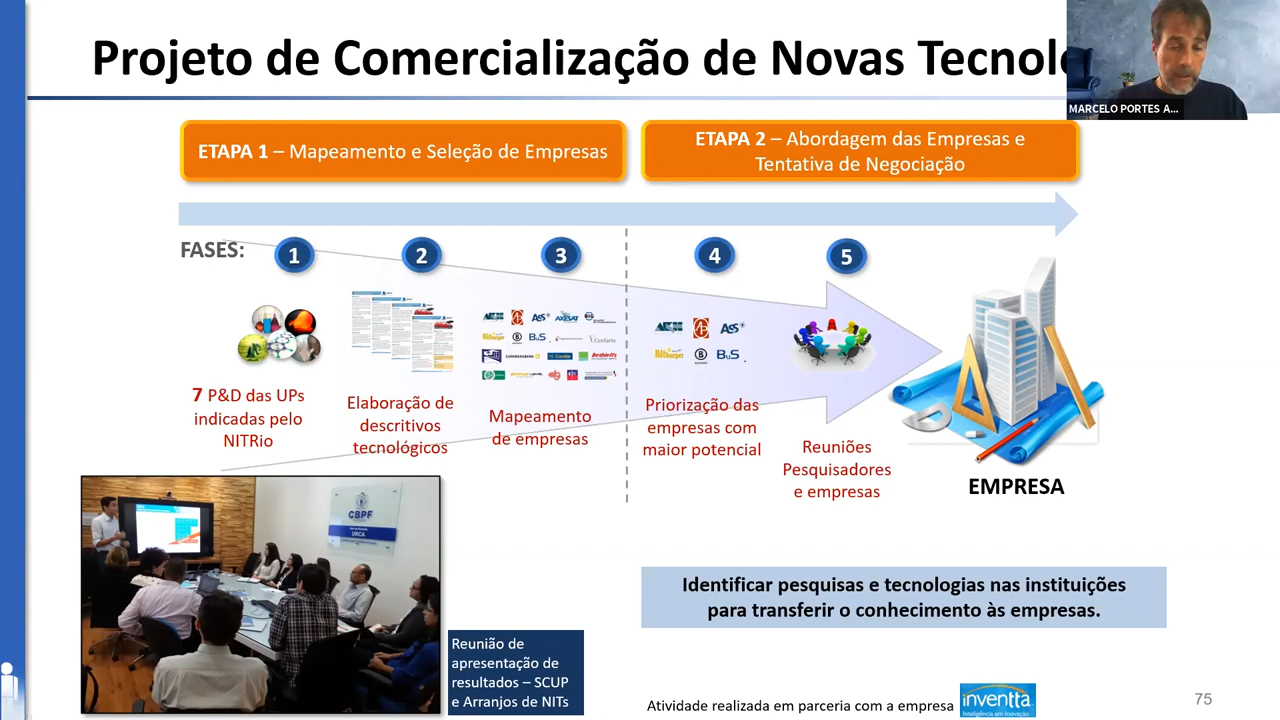 Projeto de Comercialização de Novas Tecnol
MARCELO PORTES A...
ETAPA 1 – Mapeamento e Seleção de Empresas
ETAPA 2 – Abordagem das Empresas e
Tentativa de Negociação
FASES:
1
2
3
4
5
7 P&D das UPs
indicadas pelo
NITRio
Elaboração de
descritivos
tecnológicos
Mapeamento
de empresas
Priorização das
empresas com
maior potencial
Reuniões
Pesquisadores
e empresas
EMPRESA
CBPF
URCA
Identificar pesquisas e tecnologias nas instituições
para transferir o conhecimento às empresas.
Reunião de
apresentação de
resultados – SCUP
e Arranjos de NITs
Atividade realizada em parceria com a empresa
inventta
Inteligência em Inovação
75